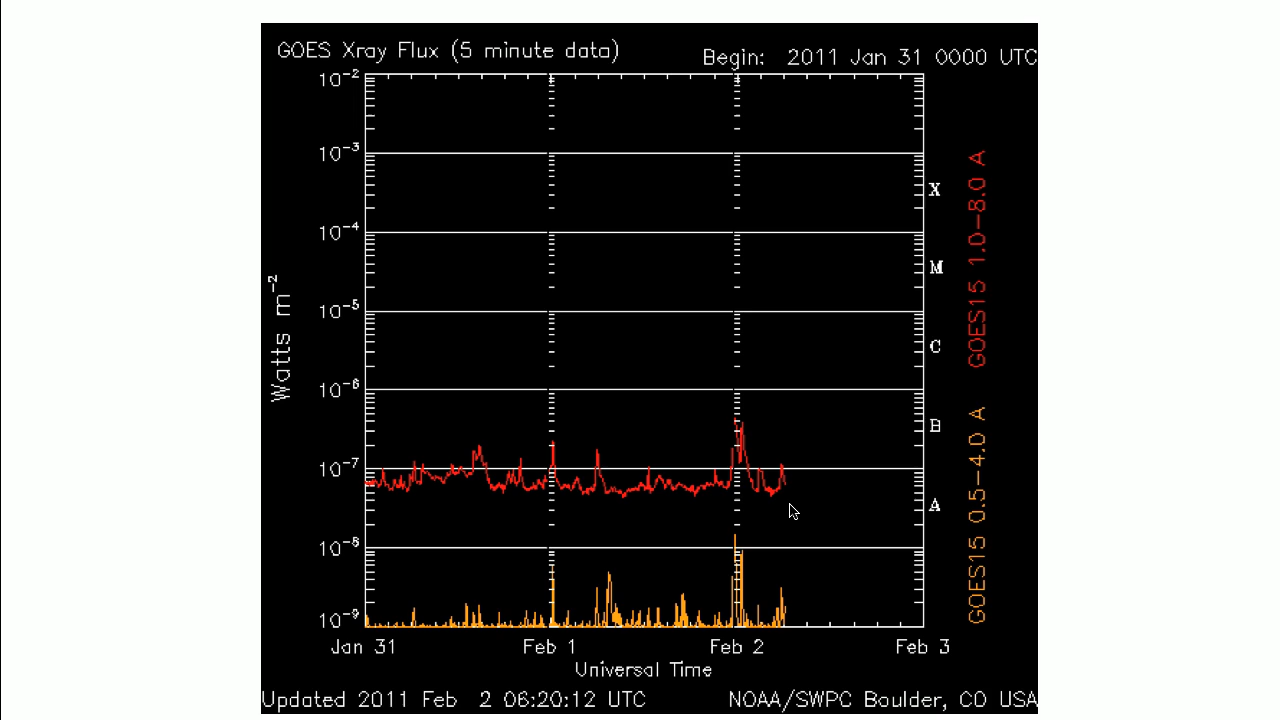 GOES Xray Flux (5 minute data)
Begin: 2011 Jan 31 0000 UTC
10⁻²
10⁻³
10⁻⁴
10⁻⁵
10⁻⁶
10⁻⁷
10⁻⁸
10⁻⁹
Watts m⁻²
X
M
C
B
A
GOES15 1.0-8.0 A
GOES15 0.5-4.0 A
Jan 31
Feb 1
Feb 2
Feb 3
Universal Time
Updated 2011 Feb 2 06:20:12 UTC
NOAA/SWPC Boulder, CO USA